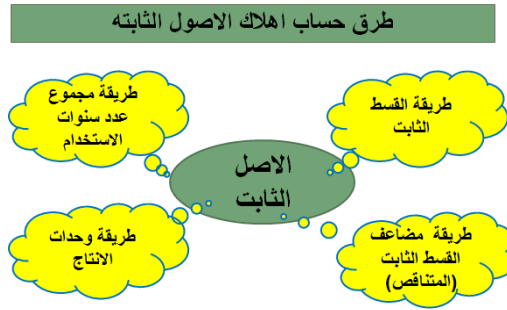 طرق حساب اهلاك الاصول الثابته
طريقة القسط
الثابت
طريقة مجموع
عدد سنوات
الاستخدام
الاصل
الثابت
طريقة مضاعف
القسط الثابت
(المتناقص)
طريقة وحدات
الانتاج